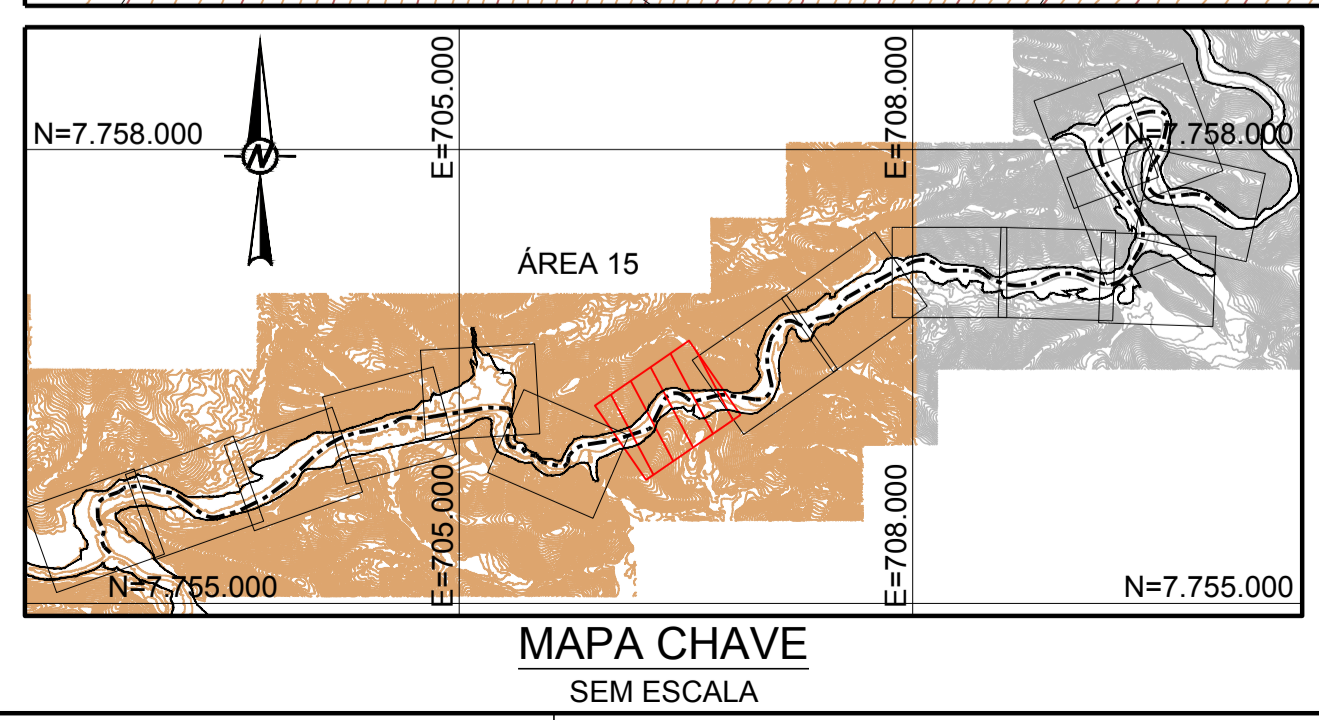 E=705.000
E=708.000
N=7.758.000
N=7.758.000
N
ÁREA 15
E=705.000
E=708.000
N=7.755.000
N=7.755.000
MAPA CHAVE
SEM ESCALA